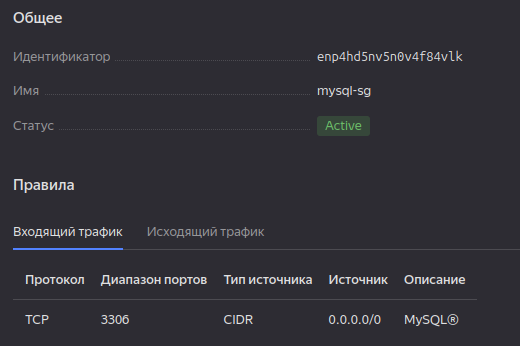 Общее
Идентификатор enp4hd5nv5n0v4f84vlk
Имя mysql-sg
Статус Active
Правила
Входящий трафик Исходящий трафик
Протокол Диапазон портов Тип источника Источник Описание
TCP 3306 CIDR 0.0.0.0/0 MySQL®